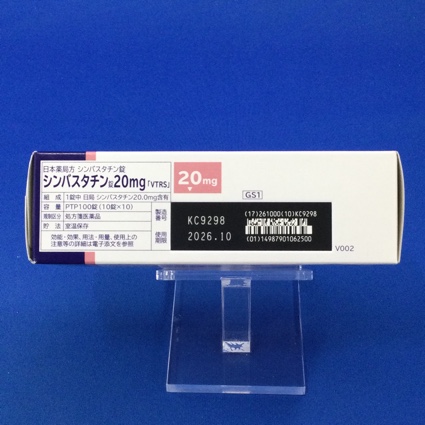 日本薬局方 シンバスタチン錠
シンバスタチン錠20mg「VTRS」
組成 1錠中 日局 シンバスタチン20.0mg含有
容量 PTP100錠(10錠×10)
規制区分 処方箋医薬品
貯法 室温保存
効能・効果、用法・用量、使用上の
注意等の詳細は電子添文を参照
20mg
GS1
製造番号 KC9298
使用期限 2026.10
(17)261000(10)KC9298
(01)14987901062500
V002